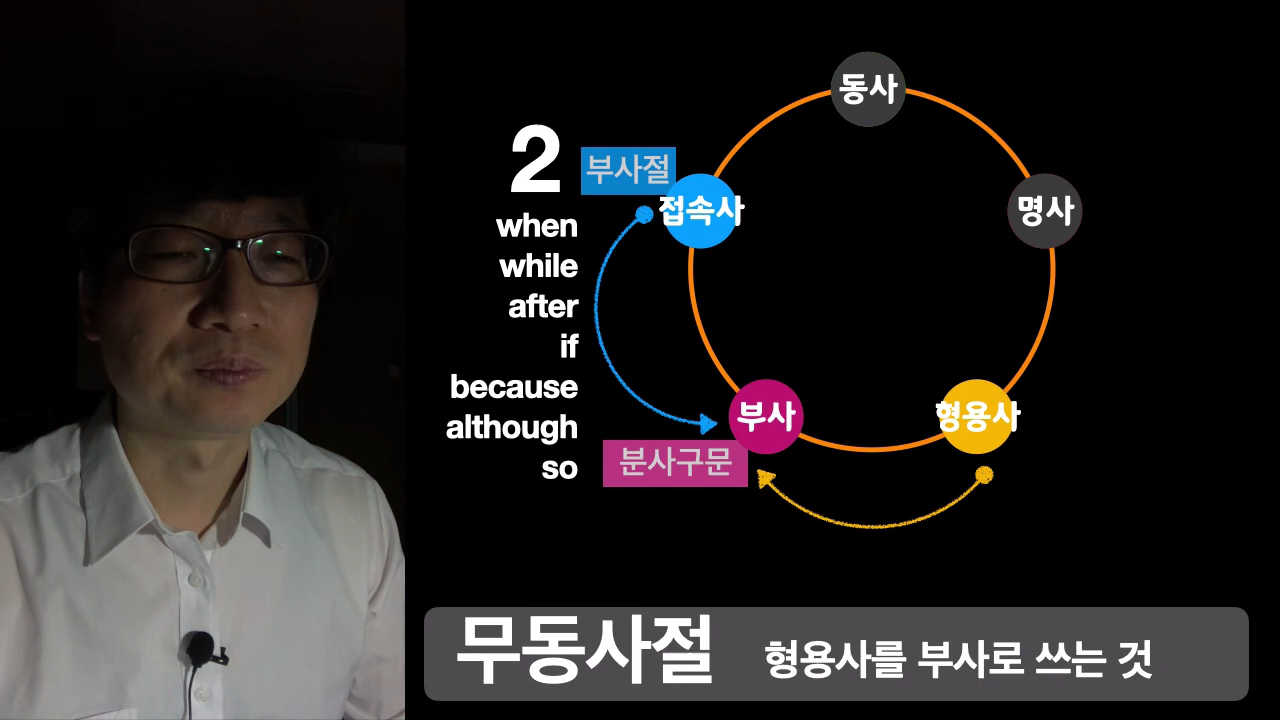 동사
2
부사절
접속사
명사
when
while
after
if
because
although
so
부사
형용사
분사구문
무동사절
형용사를 부사로 쓰는 것